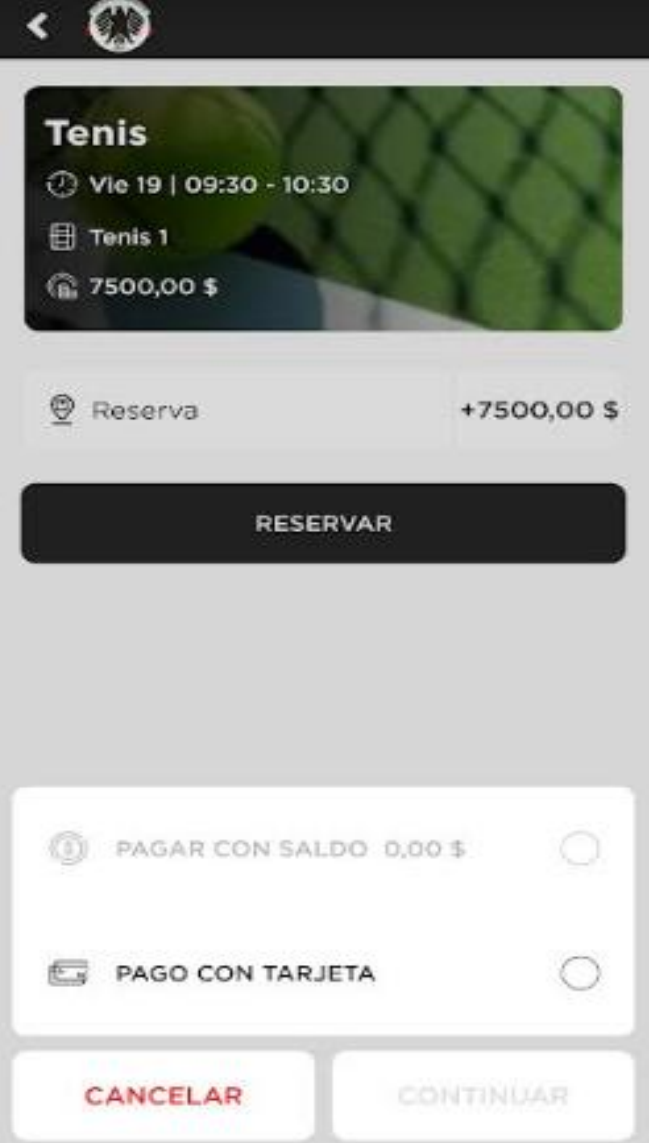 Tenis
Vie 19 | 09:30 - 10:30
Tenis 1
7500,00 $
Reserva +7500,00 $
RESERVAR
PAGAR CON SALDO 0,00 $
PAGO CON TARJETA
CANCELAR CONTINUAR